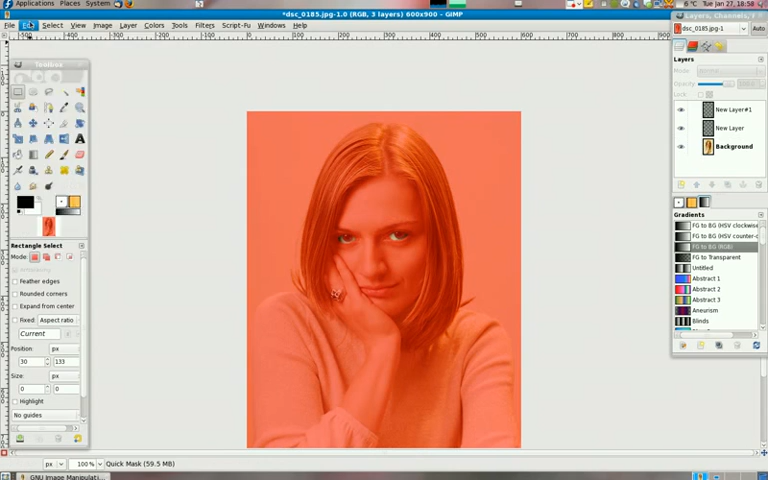 Applications Places System
6 °C Tue Jan 27, 18:58
*dsc_0185.jpg-1.0 (RGB, 3 layers) 600x900 – GIMP
File Edit Select View Image Layer Colors Tools Filters Script-Fu Windows Help
Toolbox
Rectangle Select
Mode:
Feather edges
Rounded corners
Expand from center
Fixed Aspect ratio
Current
Position: px
30 133
Size: px
0 0
Highlight
No guides
px 100% Quick Mask (59.5 MB)
GNU Image Manipulati...
dsc_0185.jpg-1 Auto
Layers
Mode:
Opacity:
Lock:
New Layer#1
New Layer
Background
Gradients
FG to BG (HSV clockwise
FG to BG (HSV counter-c
FG to BG (RGB)
FG to Transparent
Untitled
Abstract 1
Abstract 2
Abstract 3
Aneurism
Blinds